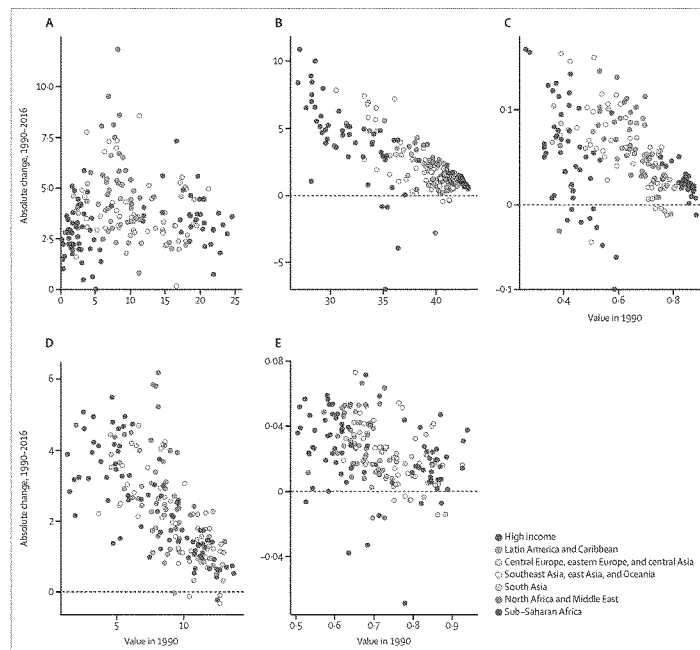 A
B
C
Absolute change, 1990–2016
10·0
7·5
5·0
2·5
0
0
5
10
15
20
25
10
5
0
−5
30
35
40
0·1
0
−0·1
0·4
0·6
0·8
Value in 1990
D
E
Absolute change, 1990–2016
6
4
2
0
5
10
Value in 1990
0·08
0·04
0
−0·04
0·5
0·6
0·7
0·8
0·9
Value in 1990
High income
Latin America and Caribbean
Central Europe, eastern Europe, and central Asia
Southeast Asia, east Asia, and Oceania
South Asia
North Africa and Middle East
Sub-Saharan Africa